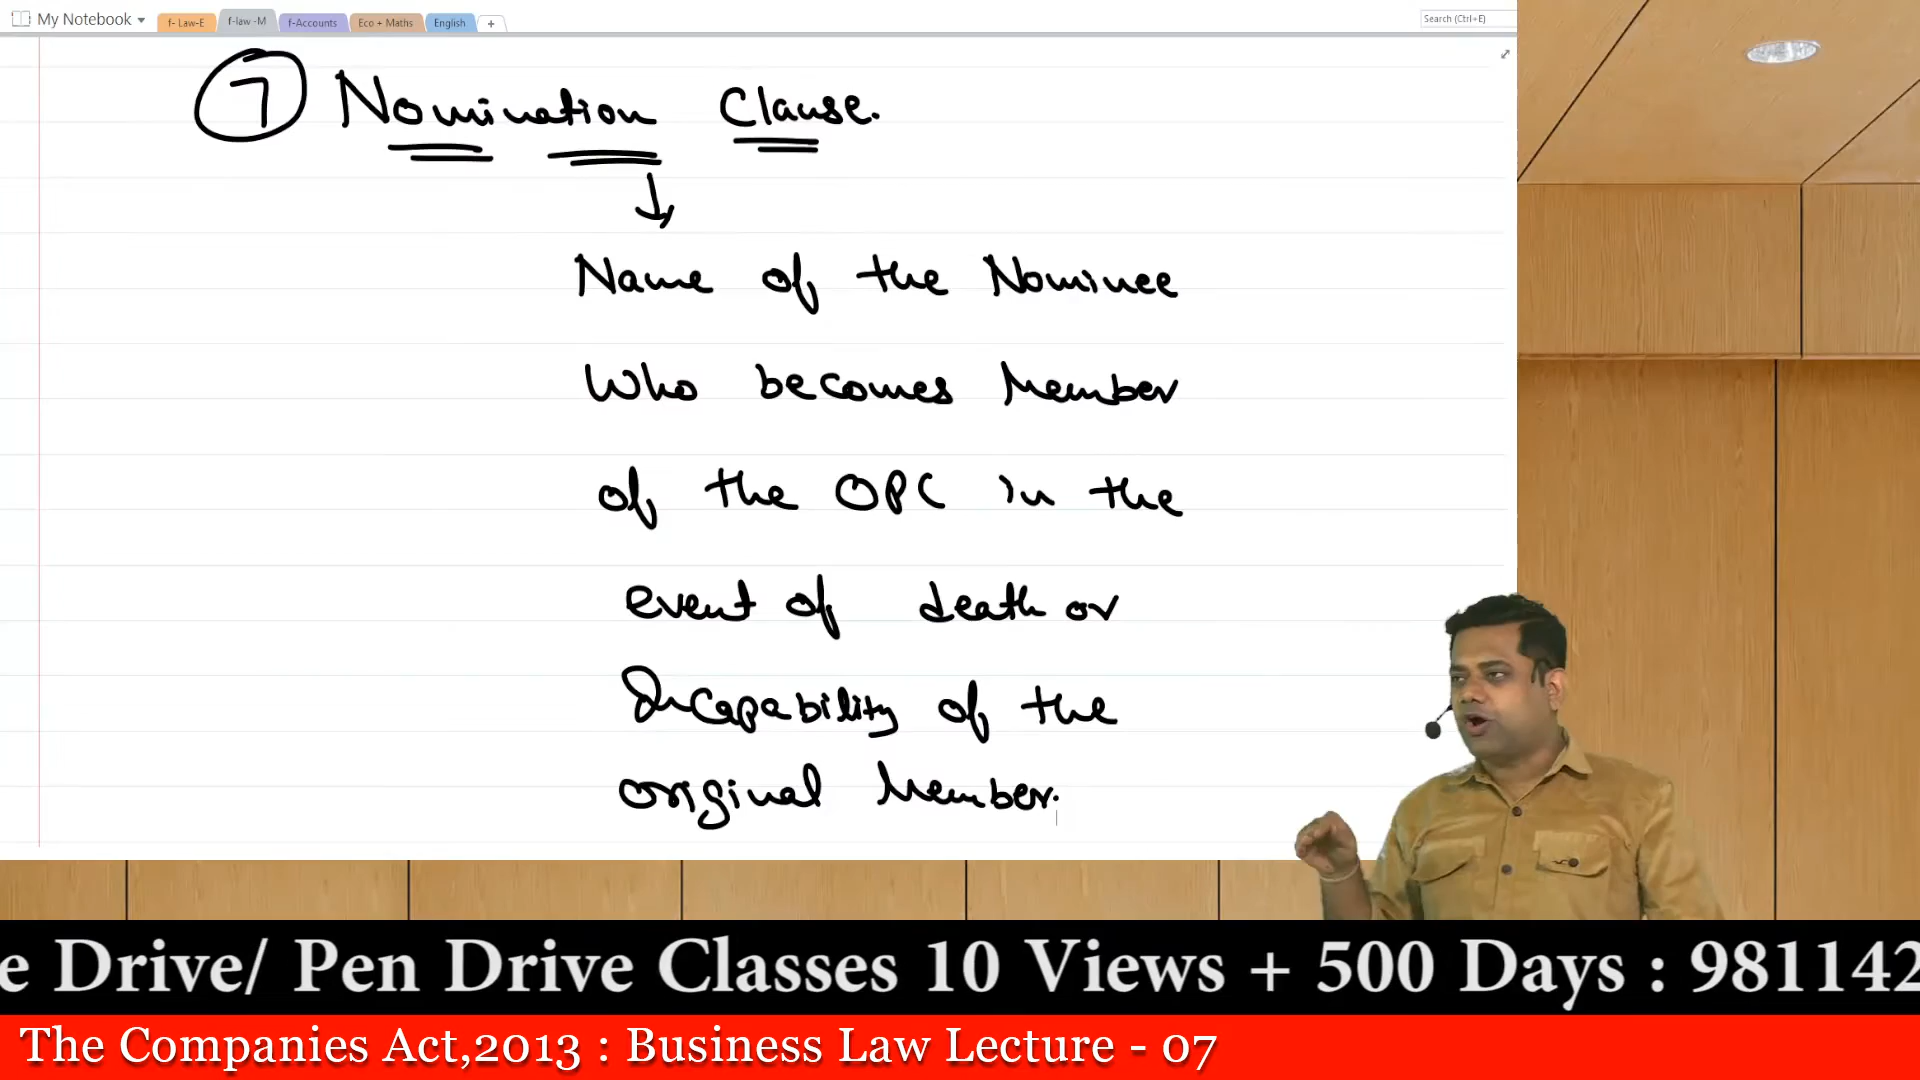 My Notebook
f- Law-E
f-law -M
f-Accounts
Eco + Maths
English
+
Search (Ctrl+E)
7 Nomination Clause.
Name of the Nominee
Who becomes Member
of the OPC in the
event of death or
Incapability of the
original Member.
e Drive/ Pen Drive Classes 10 Views + 500 Days : 981142
The Companies Act,2013 : Business Law Lecture - 07